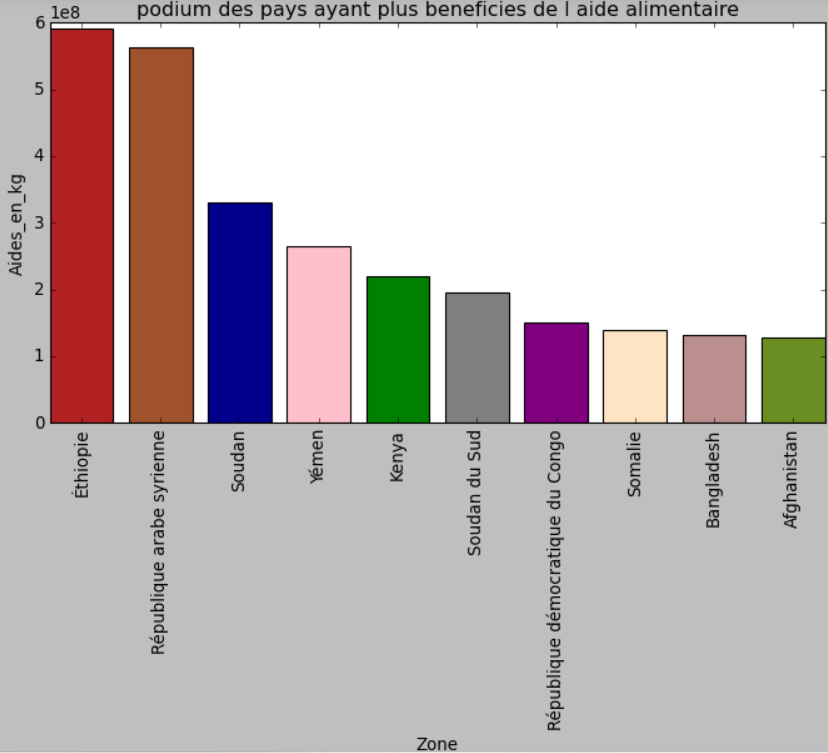 podium des pays ayant plus beneficies de l aide alimentaire
1e8
6
5
4
3
2
1
0
Aides_en_kg
Éthiopie
République arabe syrienne
Soudan
Yémen
Kenya
Soudan du Sud
République démocratique du Congo
Somalie
Bangladesh
Afghanistan
Zone